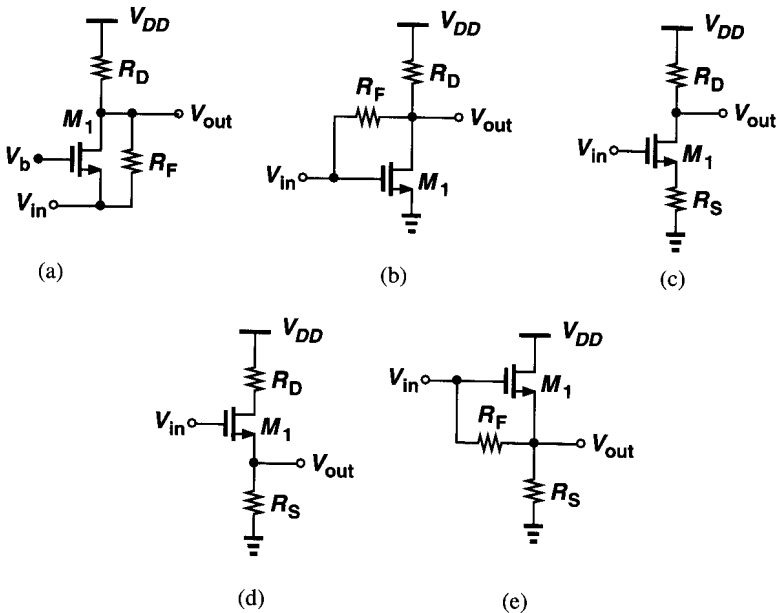 V_DD
R_D
M_1
V_out
V_b
R_F
V_in
(a)
V_DD
R_D
R_F
V_out
V_in
M_1
(b)
V_DD
R_D
V_out
V_in
M_1
R_S
(c)
V_DD
R_D
V_in
M_1
V_out
R_S
(d)
V_DD
V_in
M_1
R_F
V_out
R_S
(e)